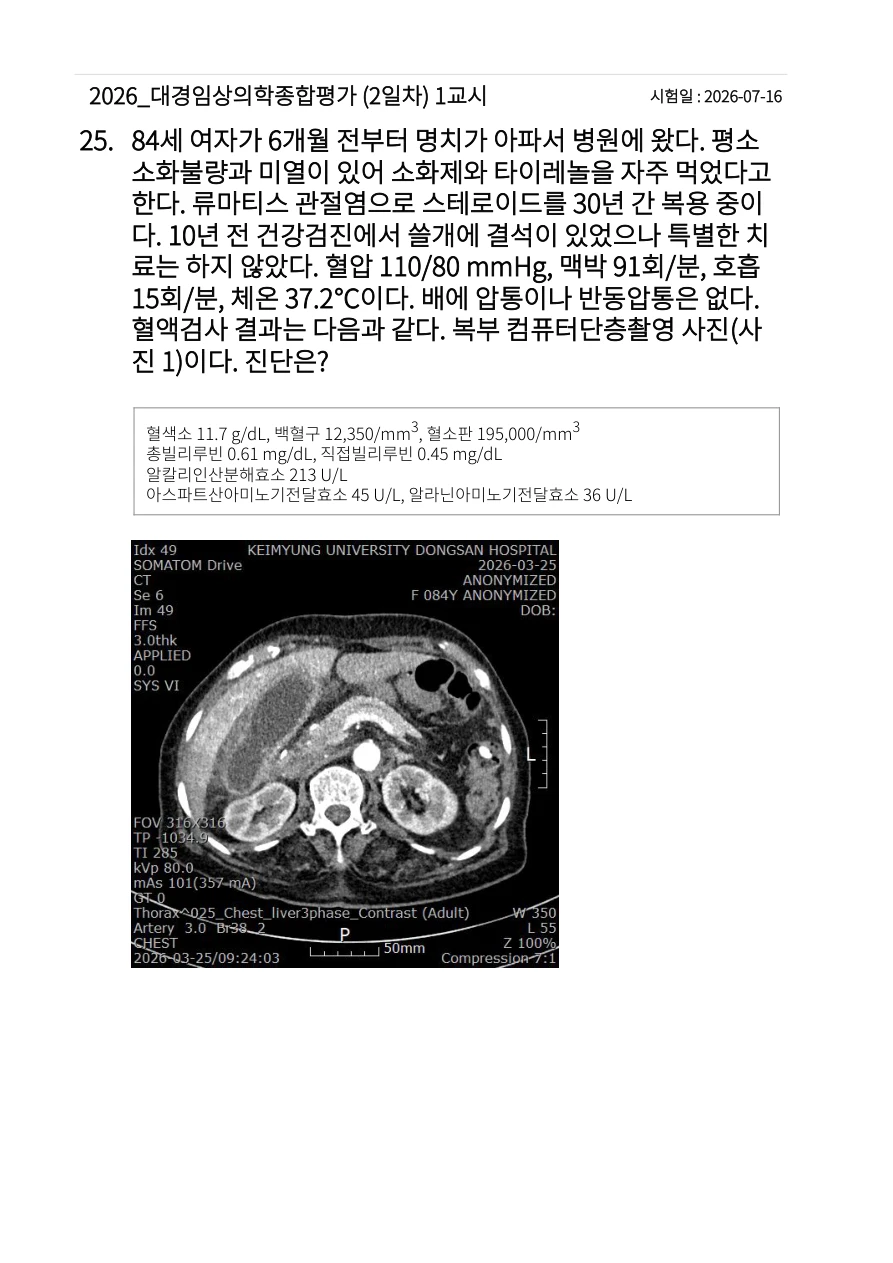 2026_대경임상의학종합평가 (2일차) 1교시
시험일 : 2026-07-16
25. 84세 여자가 6개월 전부터 명치가 아파서 병원에 왔다. 평소
소화불량과 미열이 있어 소화제와 타이레놀을 자주 먹었다고
한다. 류마티스 관절염으로 스테로이드를 30년 간 복용 중이
다. 10년 전 건강검진에서 쓸개에 결석이 있었으나 특별한 치
료는 하지 않았다. 혈압 110/80 mmHg, 맥박 91회/분, 호흡
15회/분, 체온 37.2°C이다. 배에 압통이나 반동압통은 없다.
혈액검사 결과는 다음과 같다. 복부 컴퓨터단층촬영 사진(사
진 1)이다. 진단은?
혈색소 11.7 g/dL, 백혈구 12,350/mm3, 혈소판 195,000/mm3
총빌리루빈 0.61 mg/dL, 직접빌리루빈 0.45 mg/dL
알칼리인산분해효소 213 U/L
아스파트산아미노기전달효소 45 U/L, 알라닌아미노기전달효소 36 U/L
Idx 49 KEIMYUNG UNIVERSITY DONGSAN HOSPITAL
SOMATOM Drive 2026-03-25
CT ANONYMIZED
Se 6 F 084Y ANONYMIZED
Im 49 DOB:
FFS
3.0thk
APPLIED
0.0
SYS VI
L
FOV 316X316
TP -1034.9
TI 285
kVp 80.0
mAs 101(357 mA)
GT 0
Thorax^025_Chest_liver3phase_Contrast (Adult) W 350
Artery 3.0 Br38 2 P L 55
CHEST 50mm Z 100%
2026-03-25/09:24:03 Compression 7:1